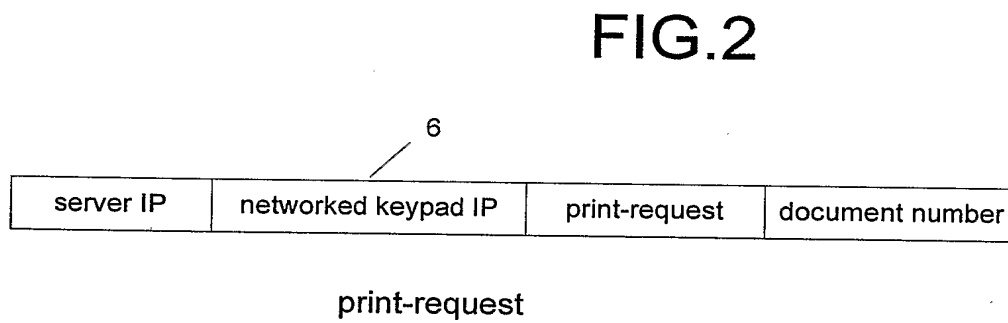 FIG.2
6
server IP networked keypad IP print-request document number
print-request